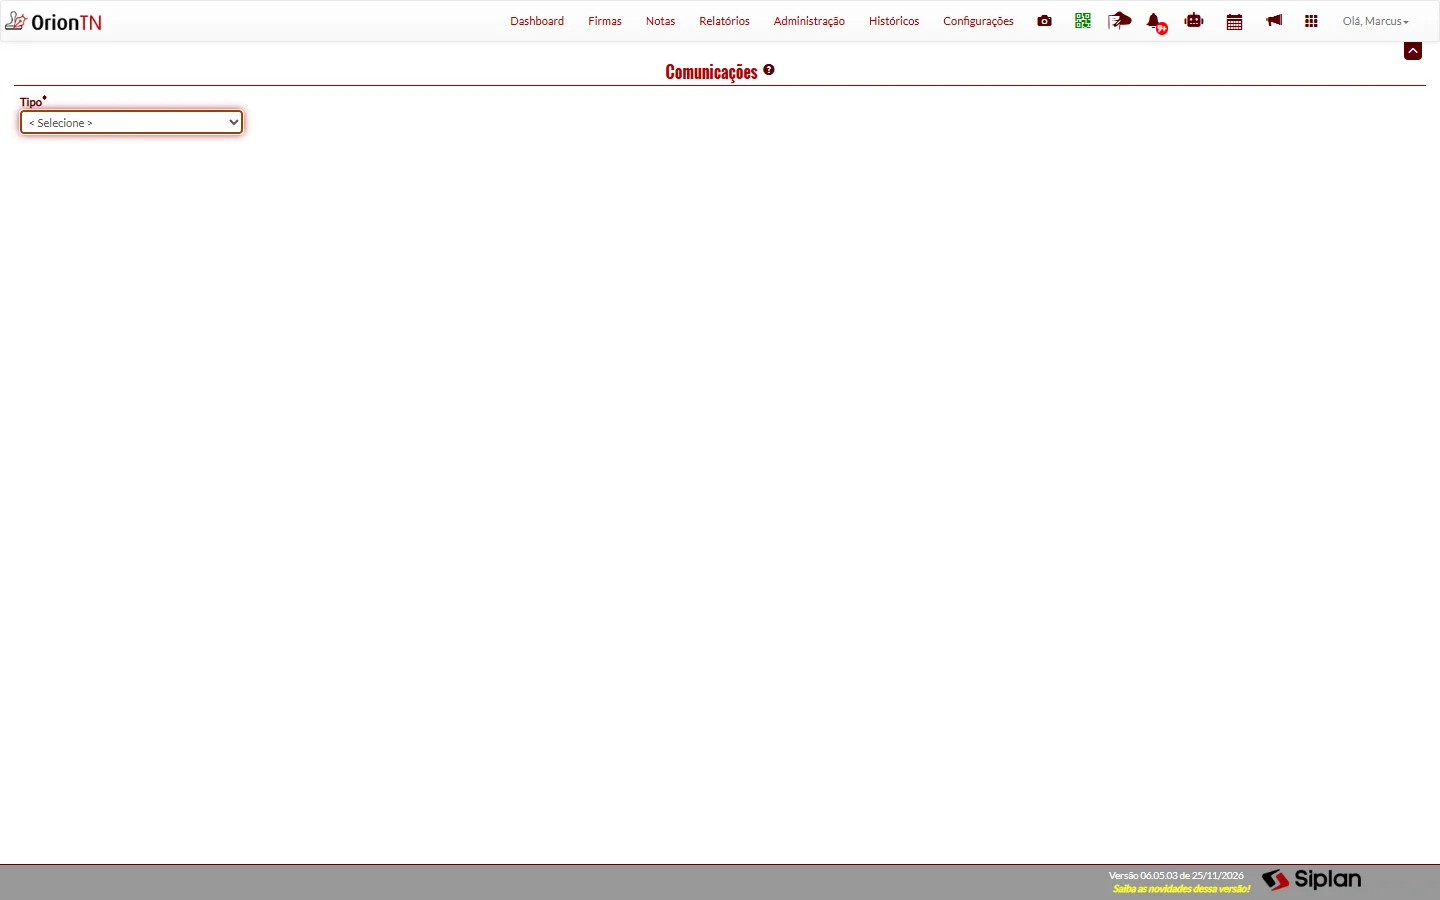 OrionTN
Dashboard Firmas Notas Relatórios Administração Históricos Configurações 9+ Olá, Marcus
Comunicações ?
Tipo*
< Selecione >
Versão 06.05.03 de 25/11/2026
Saiba as novidades dessa versão!
Siplan